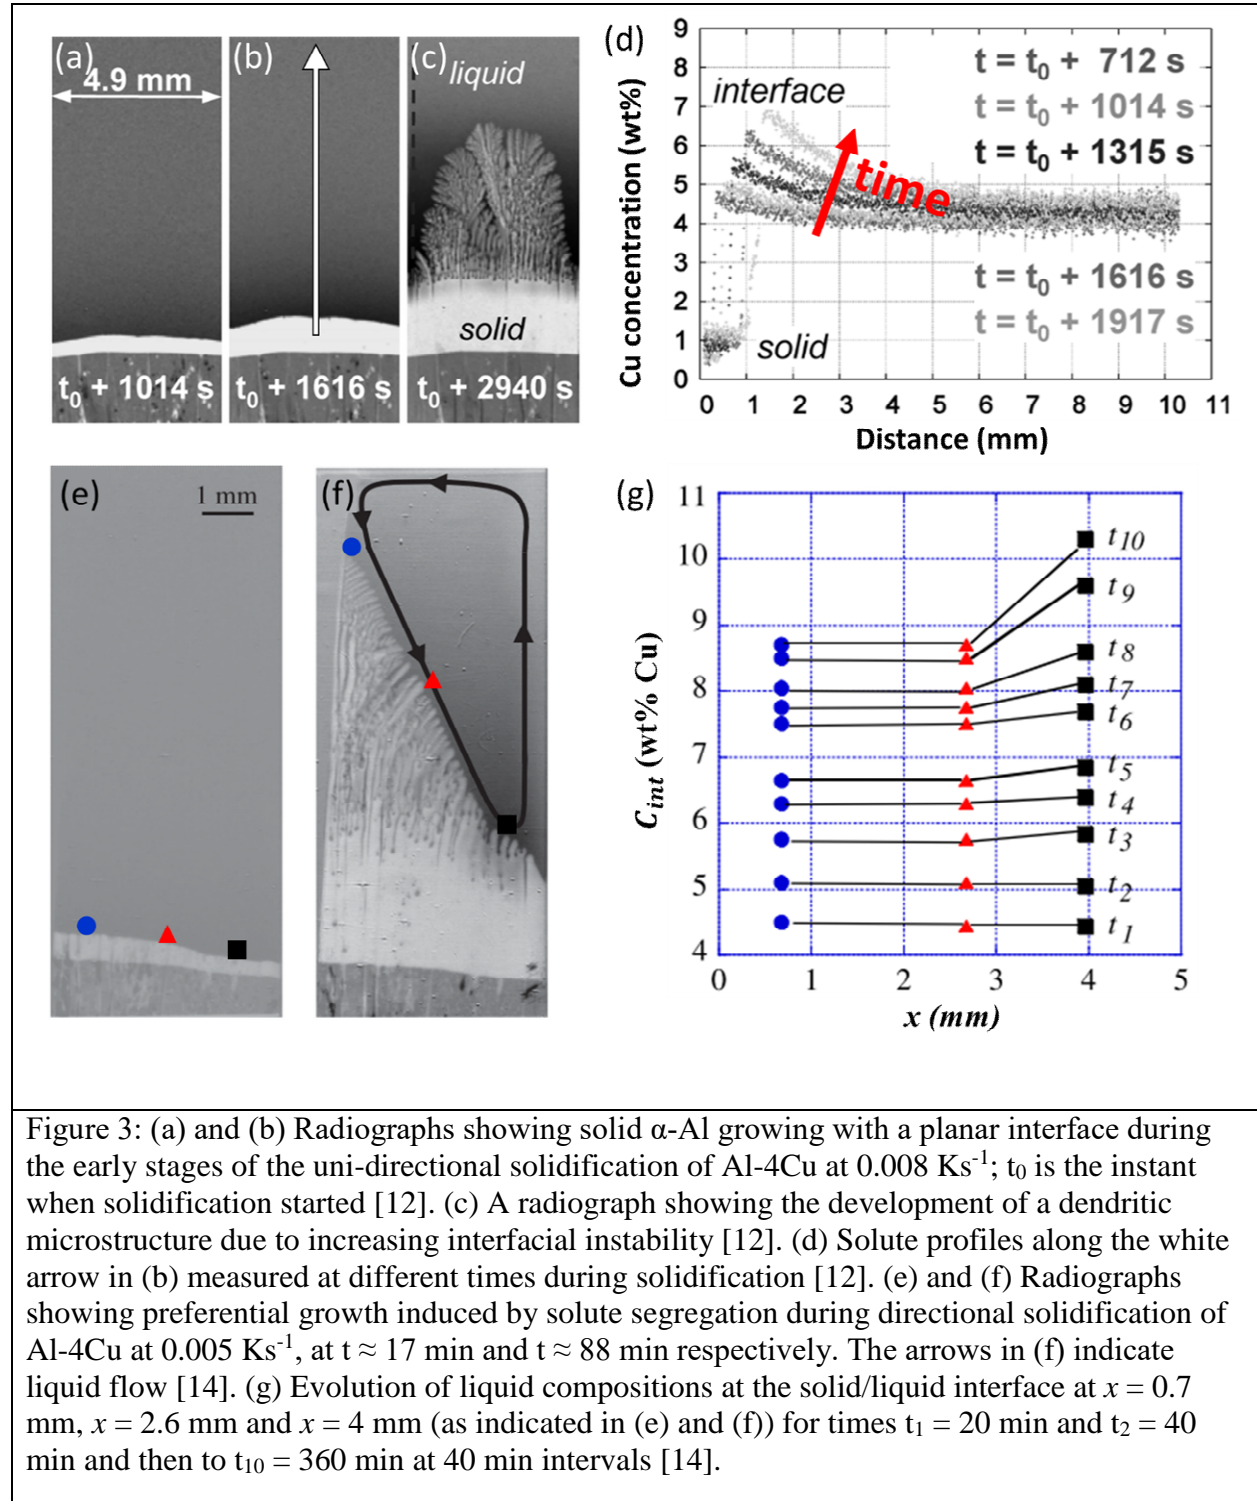 (a)
4.9 mm
t₀ + 1014 s
(b)
t₀ + 1616 s
(c)
liquid
solid
t₀ + 2940 s
(d)
Cu concentration (wt%)
9
8
7
6
5
4
3
2
1
0
interface
time
solid
t = t₀ + 712 s
t = t₀ + 1014 s
t = t₀ + 1315 s
t = t₀ + 1616 s
t = t₀ + 1917 s
0 1 2 3 4 5 6 7 8 9 10 11
Distance (mm)
(e)
1 mm
(f)
(g)
C_int (wt% Cu)
11
10
9
8
7
6
5
4
t₁₀
t₉
t₈
t₇
t₆
t₅
t₄
t₃
t₂
t₁
0 1 2 3 4 5
x (mm)
Figure 3: (a) and (b) Radiographs showing solid α-Al growing with a planar interface during
the early stages of the uni-directional solidification of Al-4Cu at 0.008 Ks⁻¹; t₀ is the instant
when solidification started [12]. (c) A radiograph showing the development of a dendritic
microstructure due to increasing interfacial instability [12]. (d) Solute profiles along the white
arrow in (b) measured at different times during solidification [12]. (e) and (f) Radiographs
showing preferential growth induced by solute segregation during directional solidification of
Al-4Cu at 0.005 Ks⁻¹, at t ≈ 17 min and t ≈ 88 min respectively. The arrows in (f) indicate
liquid flow [14]. (g) Evolution of liquid compositions at the solid/liquid interface at x = 0.7
mm, x = 2.6 mm and x = 4 mm (as indicated in (e) and (f)) for times t₁ = 20 min and t₂ = 40
min and then to t₁₀ = 360 min at 40 min intervals [14].